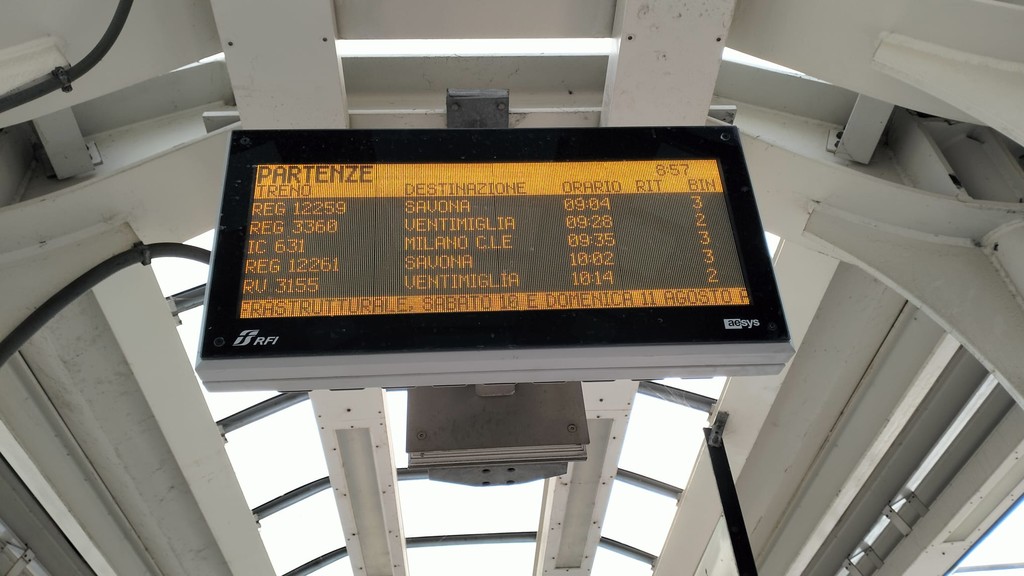 PARTENZE 8:57
TRENO DESTINAZIONE ORARIO RIT BIN
REG 12259 SAVONA 09:04 3
REG 3360 VENTIMIGLIA 09:28 2
IC 631 MILANO C.LE 09:35 3
REG 12261 SAVONA 10:02 3
RV 3155 VENTIMIGLIA 10:14 2
RASTRUTTURALE, SABATO 10 E DOMENICA 11 AGOSTO
RFI aesys